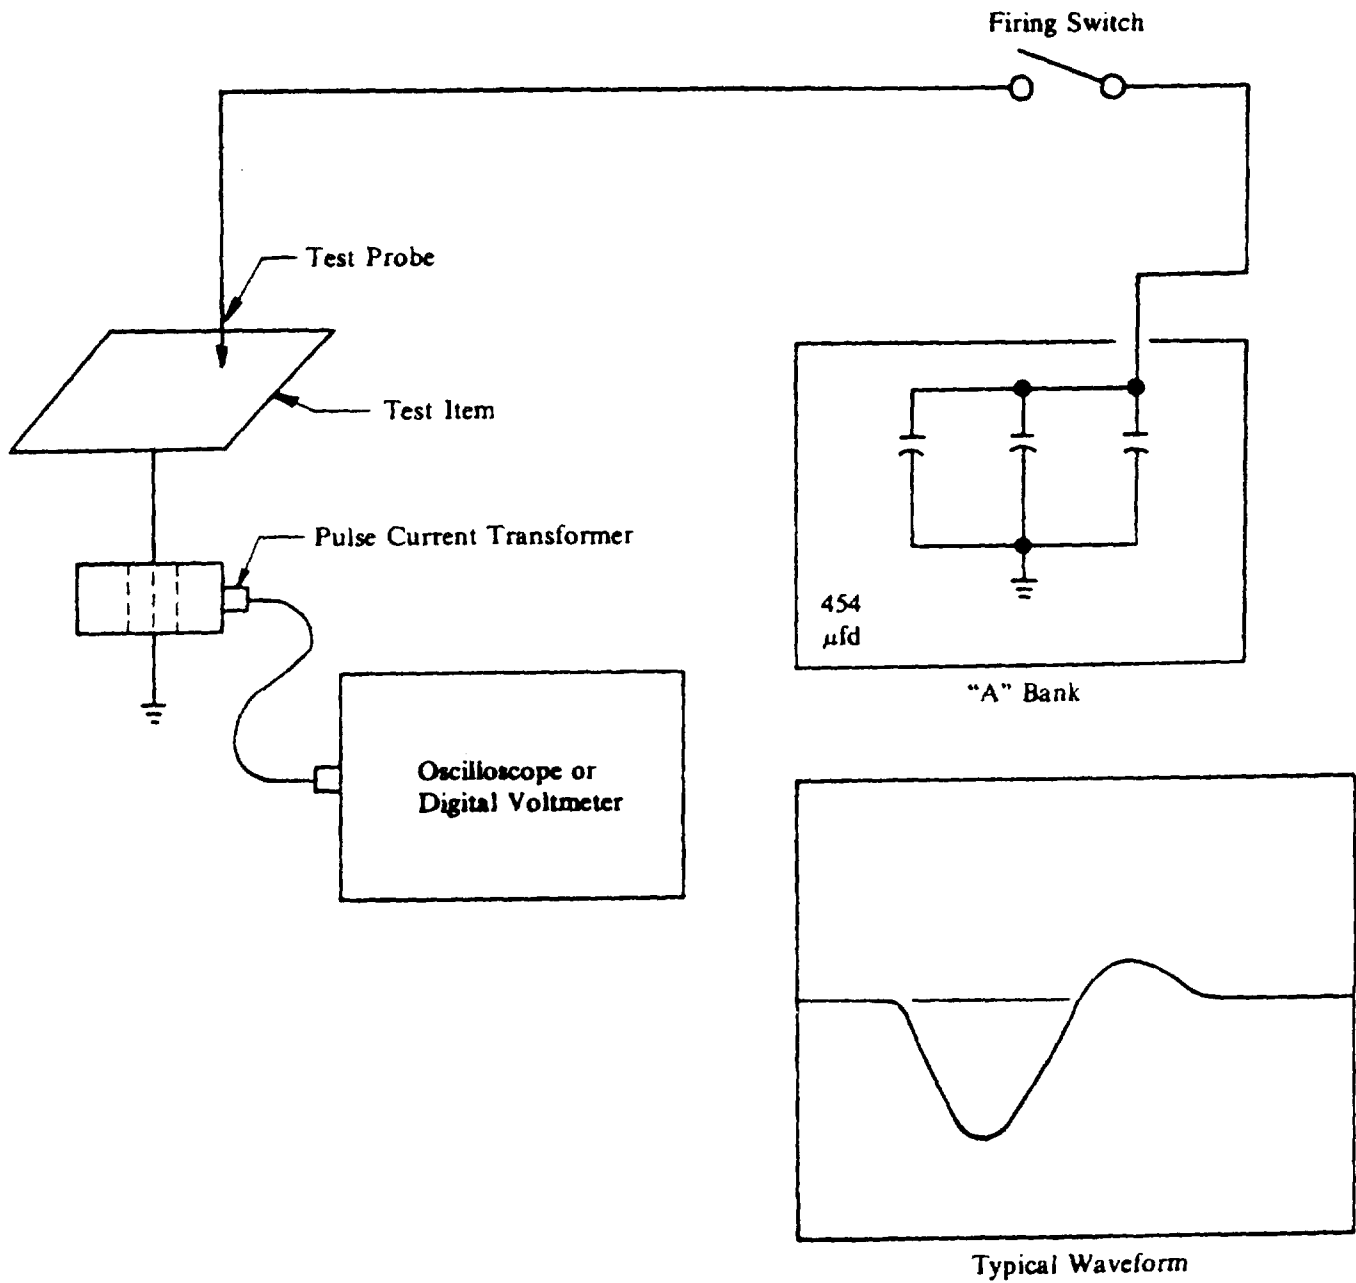 Firing Switch
Test Probe
Test Item
Pulse Current Transformer
454
μfd
"A" Bank
Oscilloscope or
Digital Voltmeter
Typical Waveform